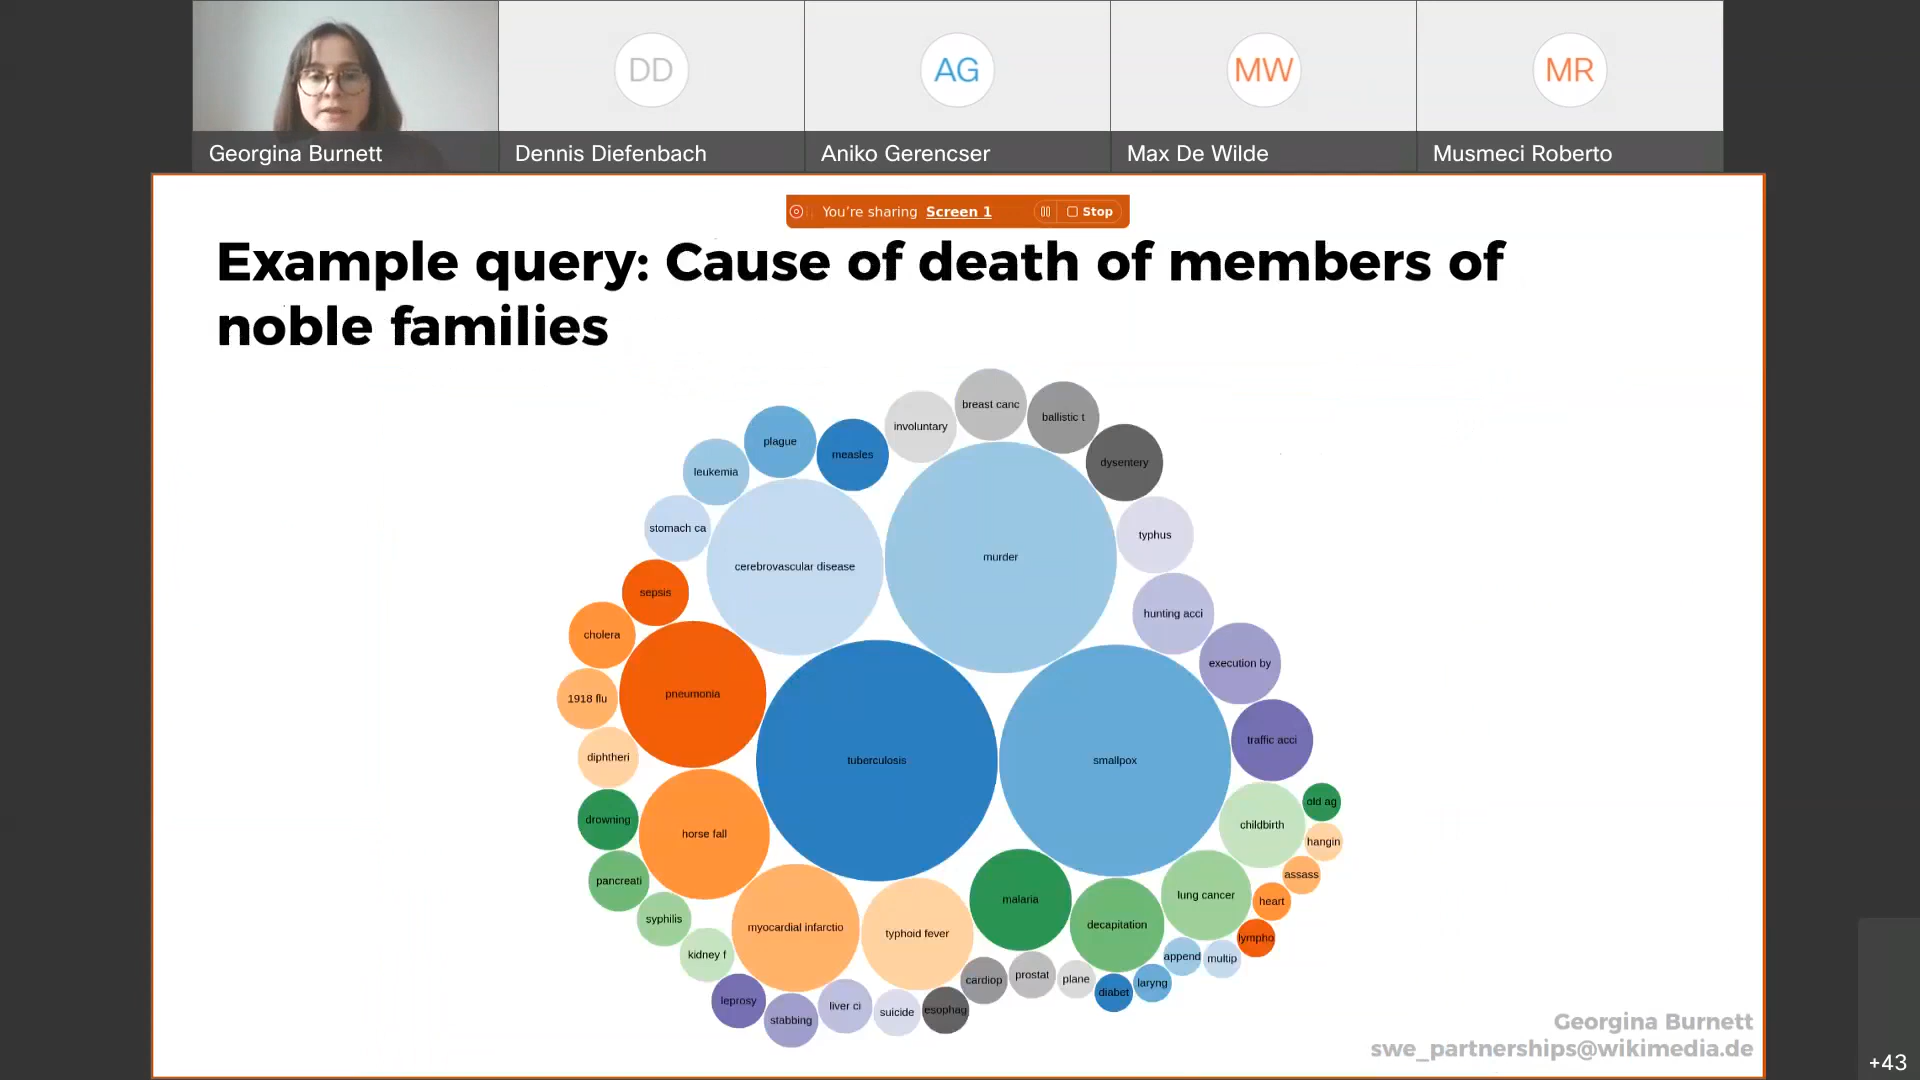 DD
AG
MW
MR
Georgina Burnett
Dennis Diefenbach
Aniko Gerencser
Max De Wilde
Musmeci Roberto
You're sharing Screen 1
Stop
Example query: Cause of death of members of
noble families
breast canc
ballistic t
involuntary
plague
measles
dysentery
leukemia
stomach ca
typhus
murder
cerebrovascular disease
sepsis
hunting acci
cholera
execution by
pneumonia
1918 flu
traffic acci
diphtheri
tuberculosis
smallpox
old ag
drowning
childbirth
horse fall
hangin
assass
pancreati
lung cancer
malaria
heart
syphilis
myocardial infarctio
typhoid fever
decapitation
lympho
kidney f
append
multip
cardiop
prostat
plane
laryng
diabet
leprosy
liver ci
suicide
esophag
stabbing
Georgina Burnett
swe_partnerships@wikimedia.de
+43